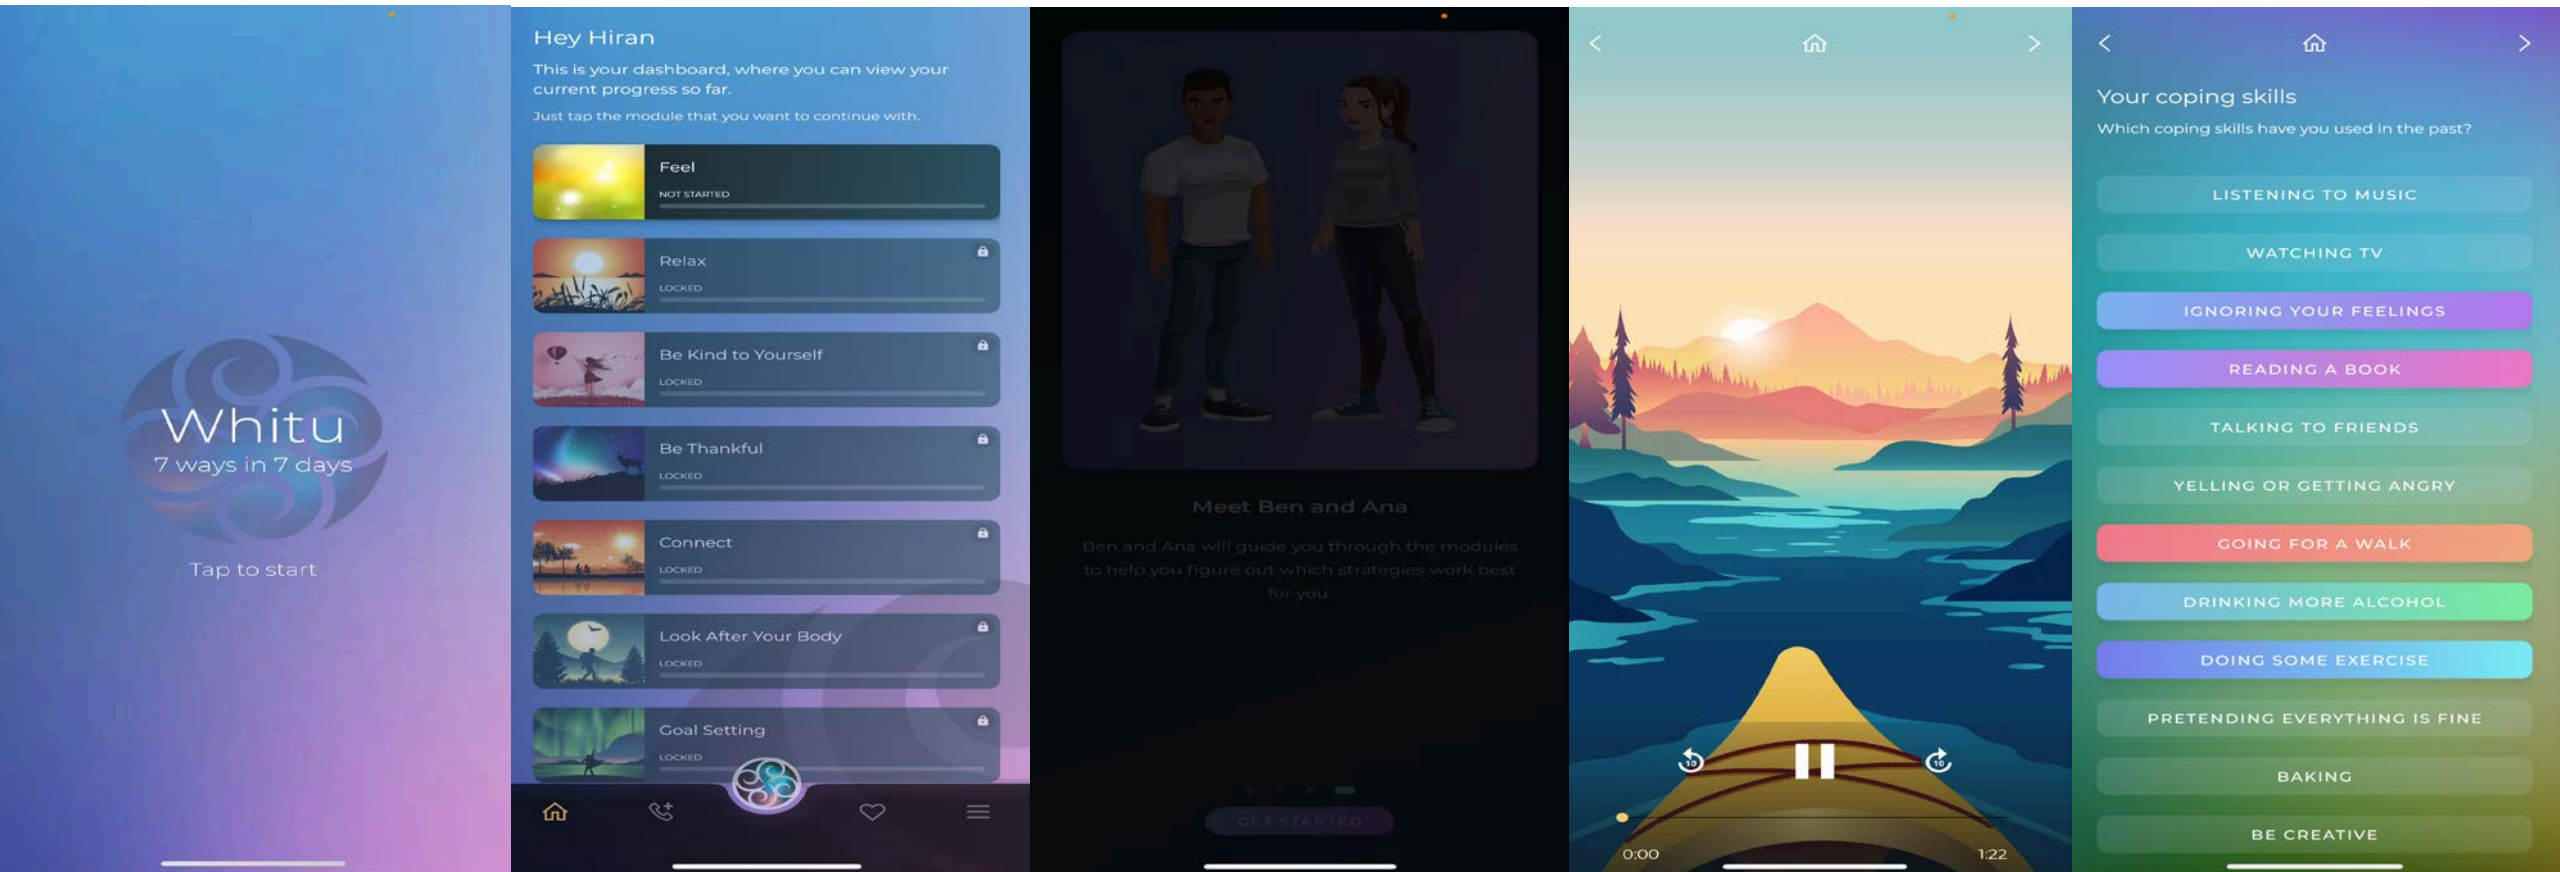 Whitu
7 ways in 7 days
Tap to start
Hey Hiran
This is your dashboard, where you can view your
current progress so far.
Just tap the module that you want to continue with.
Feel
NOT STARTED
Relax
LOCKED
Be Kind to Yourself
LOCKED
Be Thankful
LOCKED
Connect
LOCKED
Look After Your Body
LOCKED
Goal Setting
LOCKED
Meet Ben and Ana
Ben and Ana will guide you through the modules
to help you figure out which strategies work best
for you.
GET STARTED
10
10
0:00
1:22
Your coping skills
Which coping skills have you used in the past?
LISTENING TO MUSIC
WATCHING TV
IGNORING YOUR FEELINGS
READING A BOOK
TALKING TO FRIENDS
YELLING OR GETTING ANGRY
GOING FOR A WALK
DRINKING MORE ALCOHOL
DOING SOME EXERCISE
PRETENDING EVERYTHING IS FINE
BAKING
BE CREATIVE